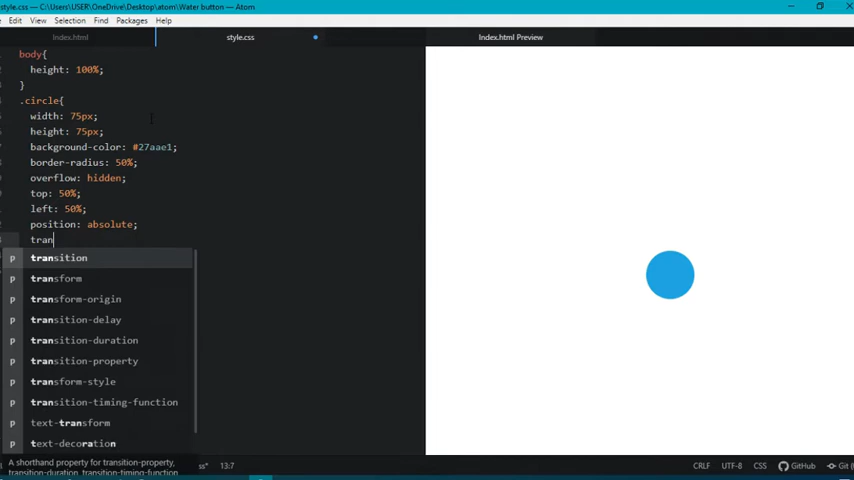 style.css — C:\Users\USER\OneDrive\Desktop\atom\Water button — Atom
Edit View Selection Find Packages Help
Index.html style.css Index.html Preview
body{
height: 100%;
}
.circle{
width: 75px;
height: 75px;
background-color: #27aae1;
border-radius: 50%;
overflow: hidden;
top: 50%;
left: 50%;
position: absolute;
tran
p transition
p transform
p transform-origin
p transition-delay
p transition-duration
p transition-property
p transform-style
p transition-timing-function
p text-transform
p text-decoration
A shorthand property for transition-property,
transition-duration, transition-timing-function
ss* 13:7 CRLF UTF-8 CSS GitHub Git (